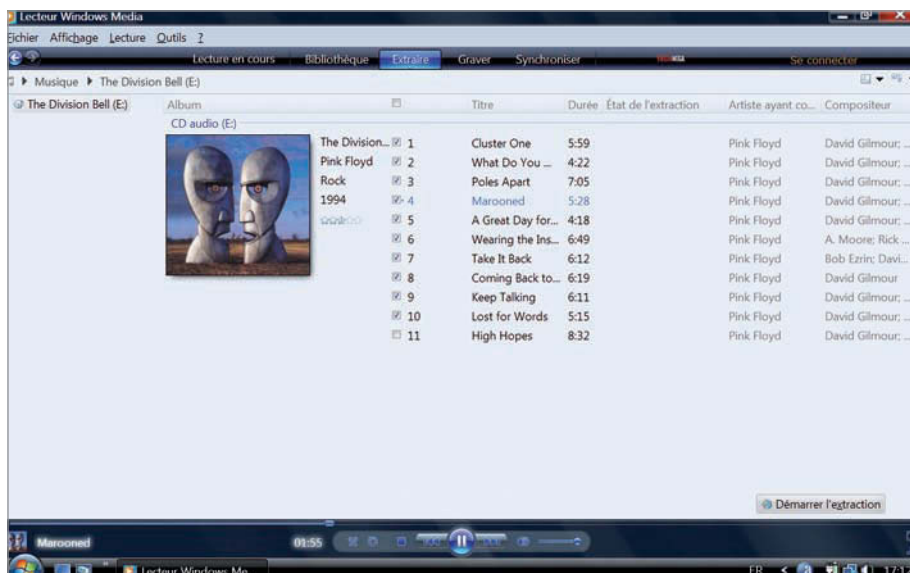 Lecteur Windows Media
Fichier Affichage Lecture Outils ?
Lecture en cours Bibliothèque Extraire Graver Synchroniser Se connecter
Musique The Division Bell (E:)
The Division Bell (E:) Album Titre Durée État de l'extraction Artiste ayant co... Compositeur
CD audio (E:)
The Division... 1 Cluster One 5:59 Pink Floyd David Gilmour; ...
Pink Floyd 2 What Do You ... 4:22 Pink Floyd David Gilmour; ...
Rock 3 Poles Apart 7:05 Pink Floyd David Gilmour; ...
1994 4 Marooned 5:28 Pink Floyd David Gilmour; ...
5 A Great Day for... 4:18 Pink Floyd David Gilmour; ...
6 Wearing the Ins... 6:49 Pink Floyd A. Moore; Rick ...
7 Take It Back 6:12 Pink Floyd Bob Ezrin; Davi...
8 Coming Back to... 6:19 Pink Floyd David Gilmour
9 Keep Talking 6:11 Pink Floyd David Gilmour; ...
10 Lost for Words 5:15 Pink Floyd David Gilmour; ...
11 High Hopes 8:32 Pink Floyd David Gilmour; ...
Démarrer l'extraction
Marooned 01:55
Lecteur Windows Me... FR 17:12